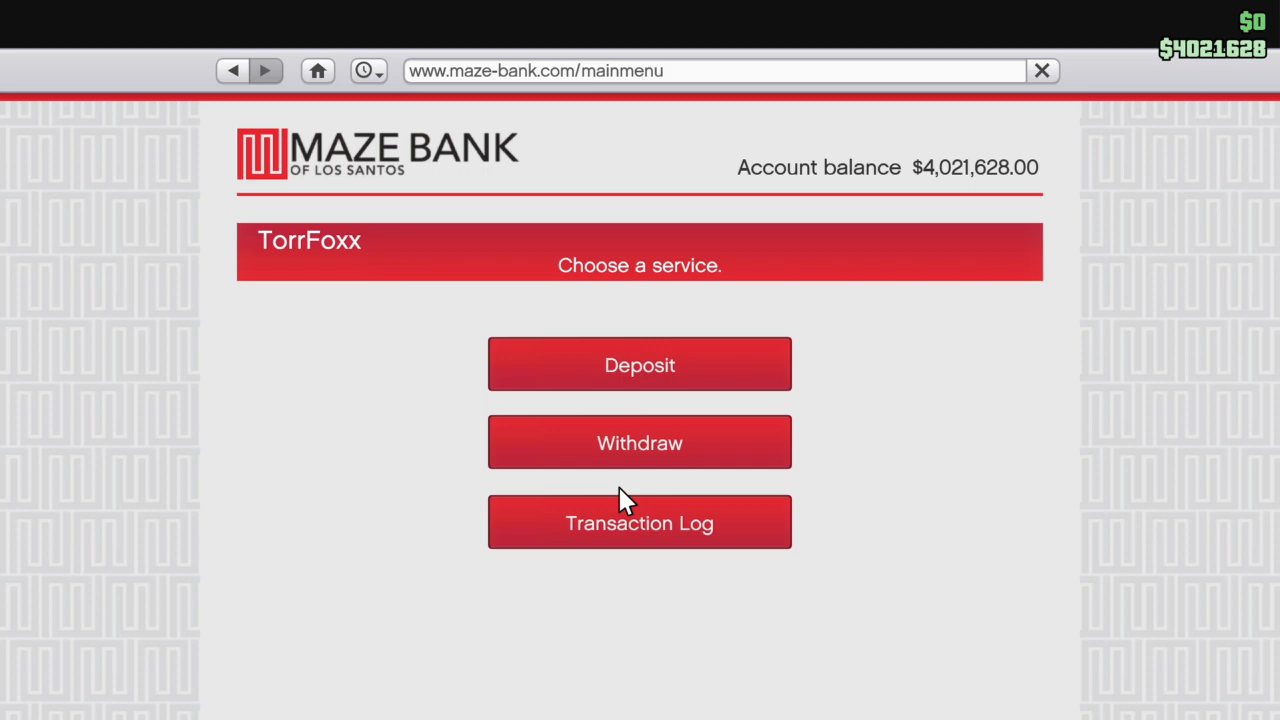 $0
$4021628
www.maze-bank.com/mainmenu
MAZE BANK
OF LOS SANTOS
Account balance $4,021,628.00
TorrFoxx
Choose a service.
Deposit
Withdraw
Transaction Log